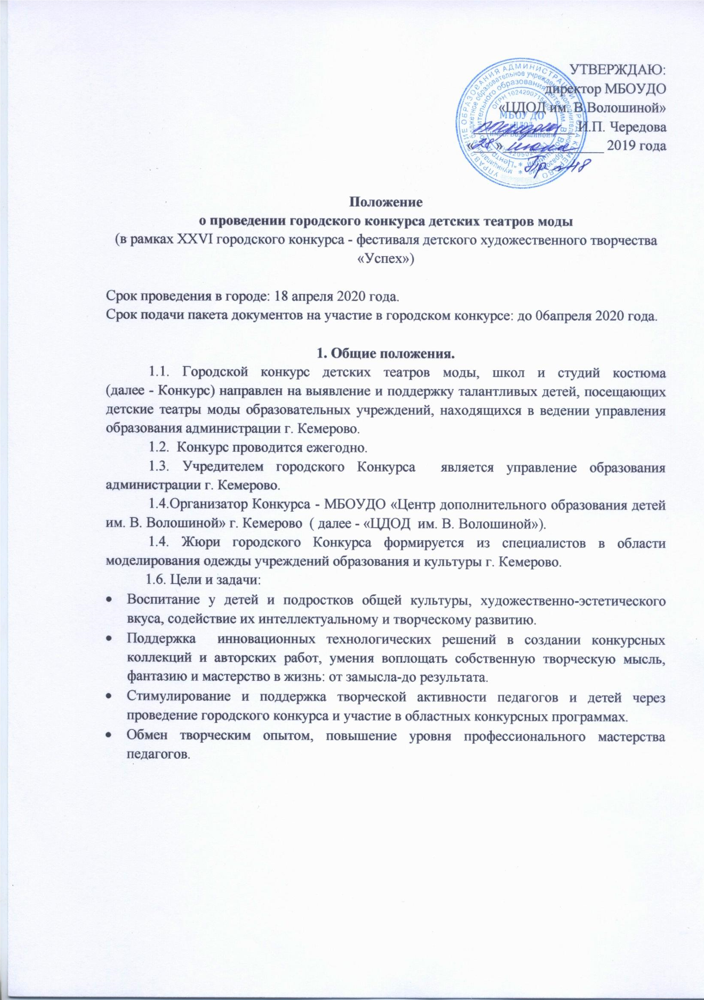 УТВЕРЖДАЮ:
директор МБОУДО
«ЦДОД им. В.Волошиной»
И.П. Чередова
«28» июня 2019 года
Пр 248
УПРАВЛЕНИЕ ОБРАЗОВАНИЯ АДМИНИСТРАЦИИ ГОРОДА КЕМЕРОВО
МБОУ ДО
Положение
о проведении городского конкурса детских театров моды
(в рамках XXVI городского конкурса - фестиваля детского художественного творчества
«Успех»)
Срок проведения в городе: 18 апреля 2020 года.
Срок подачи пакета документов на участие в городском конкурсе: до 06апреля 2020 года.
1. Общие положения.
1.1. Городской конкурс детских театров моды, школ и студий костюма
(далее - Конкурс) направлен на выявление и поддержку талантливых детей, посещающих
детские театры моды образовательных учреждений, находящихся в ведении управления
образования администрации г. Кемерово.
1.2. Конкурс проводится ежегодно.
1.3. Учредителем городского Конкурса является управление образования
администрации г. Кемерово.
1.4.Организатор Конкурса - МБОУДО «Центр дополнительного образования детей
им. В. Волошиной» г. Кемерово ( далее - «ЦДОД им. В. Волошиной»).
1.4. Жюри городского Конкурса формируется из специалистов в области
моделирования одежды учреждений образования и культуры г. Кемерово.
1.6. Цели и задачи:
• Воспитание у детей и подростков общей культуры, художественно-эстетического
вкуса, содействие их интеллектуальному и творческому развитию.
• Поддержка инновационных технологических решений в создании конкурсных
коллекций и авторских работ, умения воплощать собственную творческую мысль,
фантазию и мастерство в жизнь: от замысла-до результата.
• Стимулирование и поддержка творческой активности педагогов и детей через
проведение городского конкурса и участие в областных конкурсных программах.
• Обмен творческим опытом, повышение уровня профессионального мастерства
педагогов.